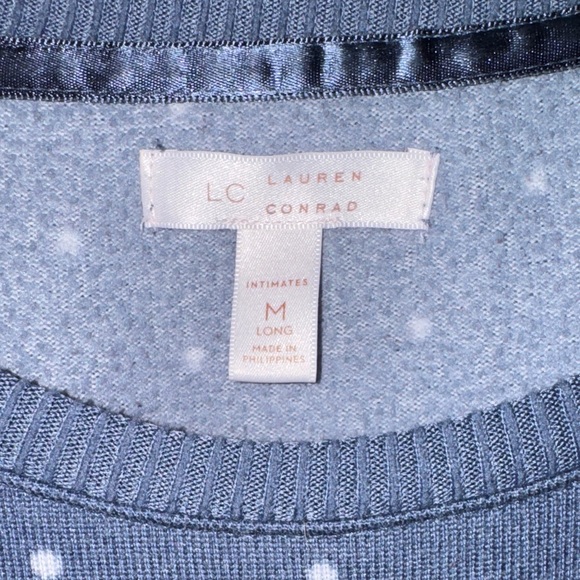 LC LAUREN
CONRAD
INTIMATES
M
LONG
MADE IN
PHILIPPINES